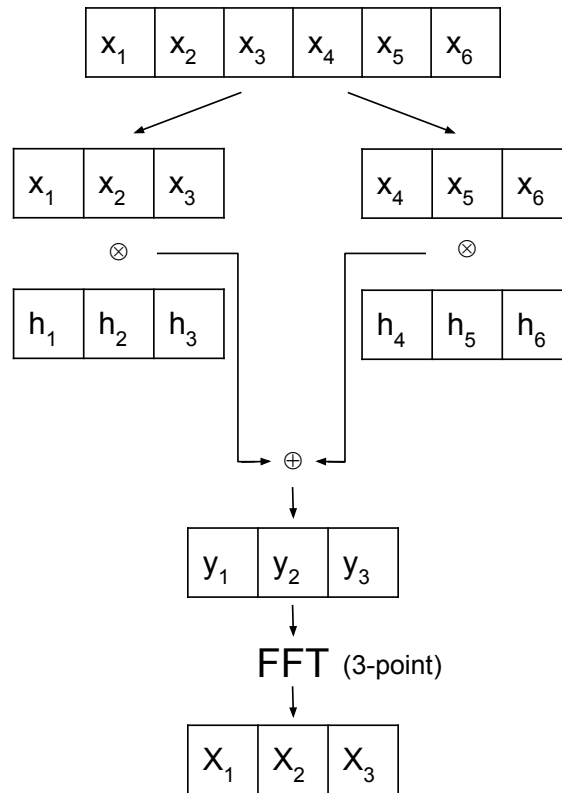 x₁ x₂ x₃ x₄ x₅ x₆
x₁ x₂ x₃ x₄ x₅ x₆
⊗ ⊗
h₁ h₂ h₃ h₄ h₅ h₆
⊕
y₁ y₂ y₃
FFT (3-point)
X₁ X₂ X₃